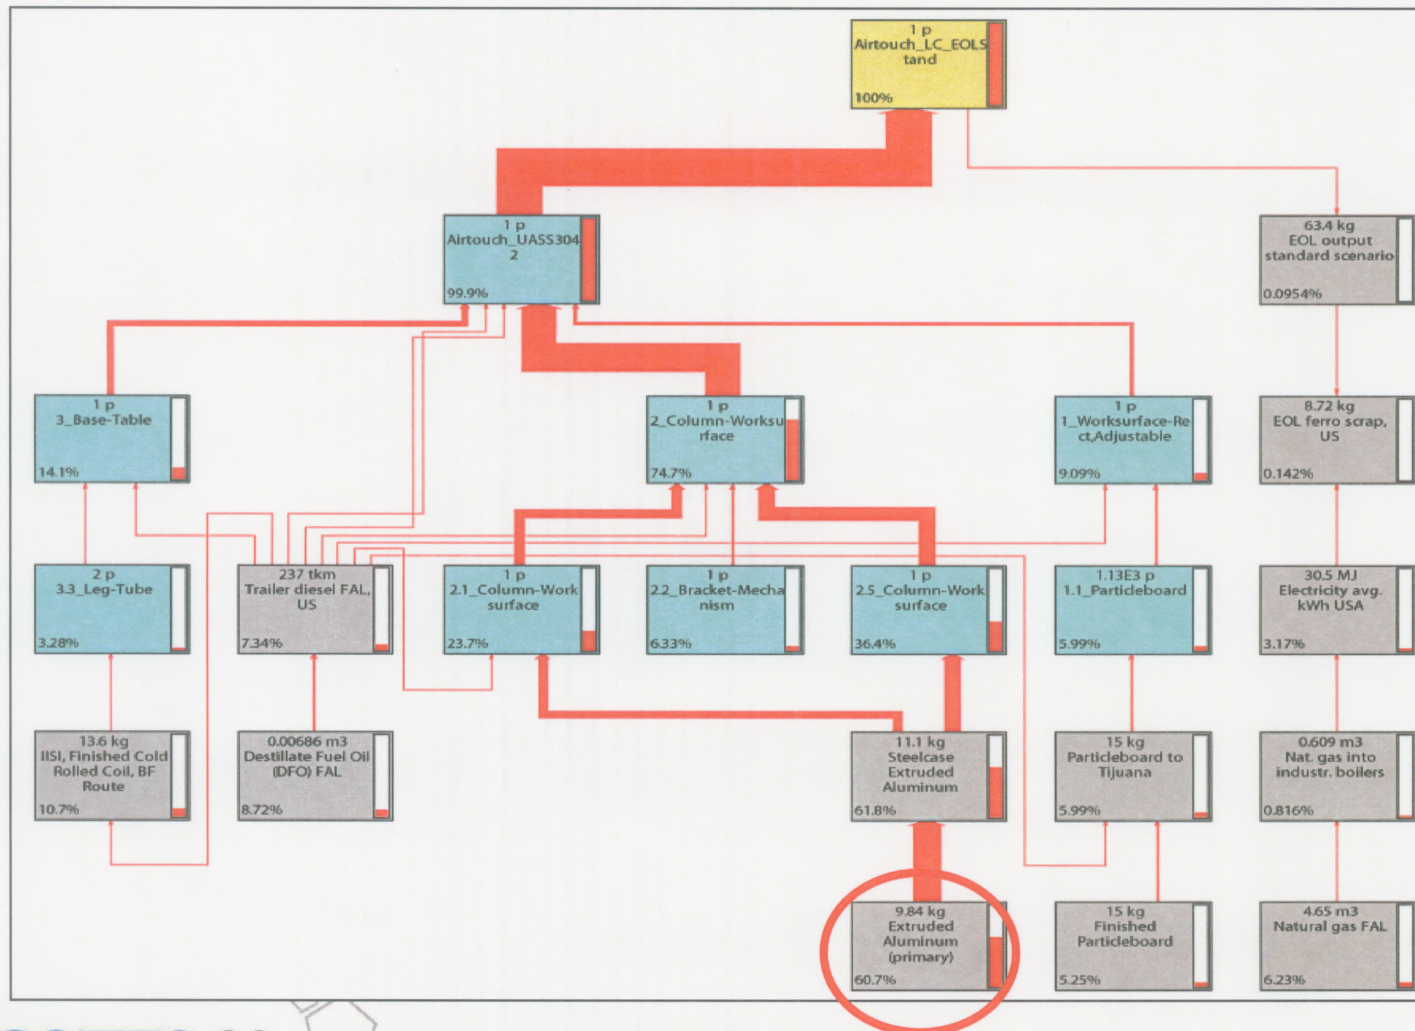 1 p
Airtouch_LC_EOLS
tand
100%
1 p
Airtouch_UASS304
2
99.9%
63.4 kg
EOL output
standard scenario
0.0954%
1 p
3_Base-Table
14.1%
1 p
2_Column-Worksu
rface
74.7%
1 p
1_Worksurface-Re
ct,Adjustable
9.09%
8.72 kg
EOL ferro scrap,
US
0.142%
2 p
3.3_Leg-Tube
3.28%
237 tkm
Trailer diesel FAL,
US
7.34%
1 p
2.1_Column-Work
surface
23.7%
1 p
2.2_Bracket-Mecha
nism
6.33%
1 p
2.5_Column-Work
surface
36.4%
1.13E3 p
1.1_Particleboard
5.99%
30.5 MJ
Electricity avg.
kWh USA
3.17%
13.6 kg
IISI, Finished Cold
Rolled Coil, BF
Route
10.7%
0.00686 m3
Destillate Fuel Oil
(DFO) FAL
8.72%
11.1 kg
Steelcase
Extruded
Aluminum
61.8%
15 kg
Particleboard to
Tijuana
5.99%
0.609 m3
Nat. gas into
industr. boilers
0.816%
9.84 kg
Extruded
Aluminum
(primary)
60.7%
15 kg
Finished
Particleboard
5.25%
4.65 m3
Natural gas FAL
6.23%